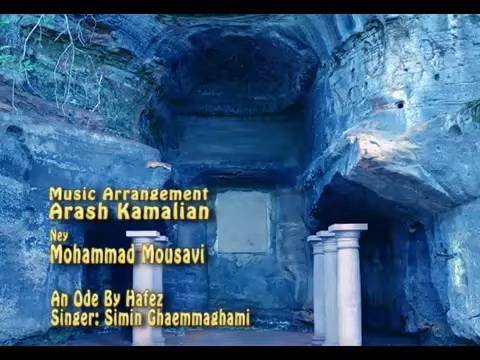 Music Arrangement
Arash Kamalian
Ney
Mohammad Mousavi
An Ode By Hafez
Singer: Simin Ghaemmaghami